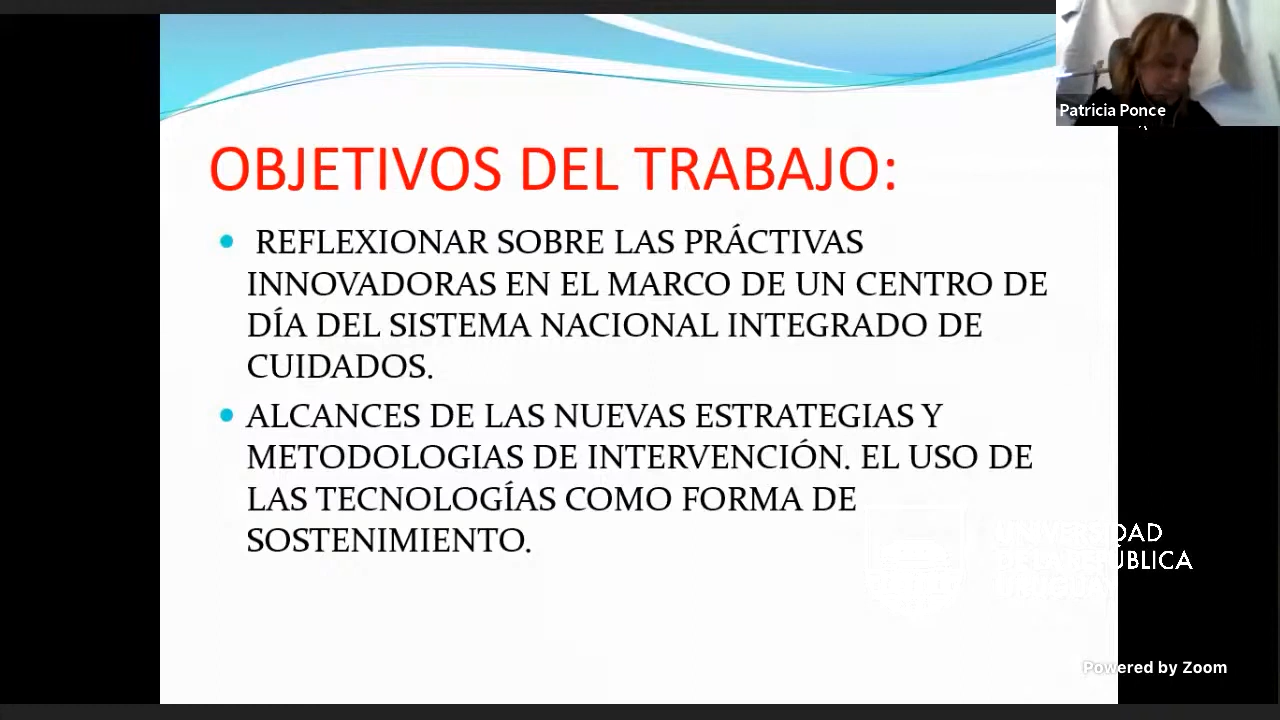 Patricia Ponce
OBJETIVOS DEL TRABAJO:
REFLEXIONAR SOBRE LAS PRÁCTIVAS
INNOVADORAS EN EL MARCO DE UN CENTRO DE
DÍA DEL SISTEMA NACIONAL INTEGRADO DE
CUIDADOS.
ALCANCES DE LAS NUEVAS ESTRATEGIAS Y
METODOLOGIAS DE INTERVENCIÓN. EL USO DE
LAS TECNOLOGÍAS COMO FORMA DE
SOSTENIMIENTO.
UNIVERSIDAD
DE LA REPÚBLICA
URUGUAY
Powered by Zoom